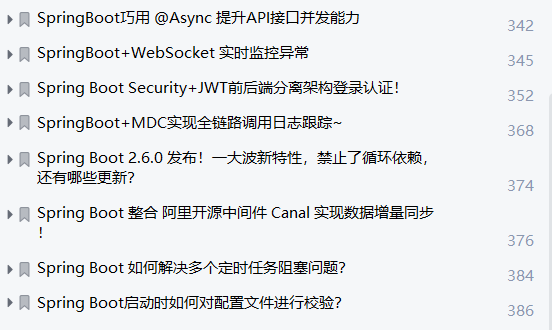 SpringBoot巧用 @Async 提升API接口并发能力 342
SpringBoot+WebSocket 实时监控异常 345
Spring Boot Security+JWT前后端分离架构登录认证！ 352
SpringBoot+MDC实现全链路调用日志跟踪~ 368
Spring Boot 2.6.0 发布！一大波新特性，禁止了循环依赖，
还有哪些更新？ 374
Spring Boot 整合 阿里开源中间件 Canal 实现数据增量同步
！ 376
Spring Boot 如何解决多个定时任务阻塞问题？ 384
Spring Boot启动时如何对配置文件进行校验？ 386